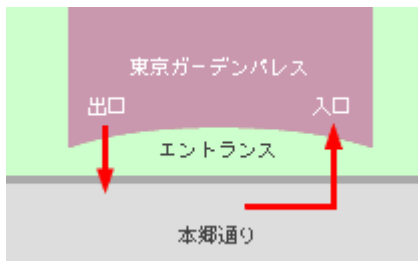 東京ガーデンパレス
出口
入口
エントランス
本郷通り